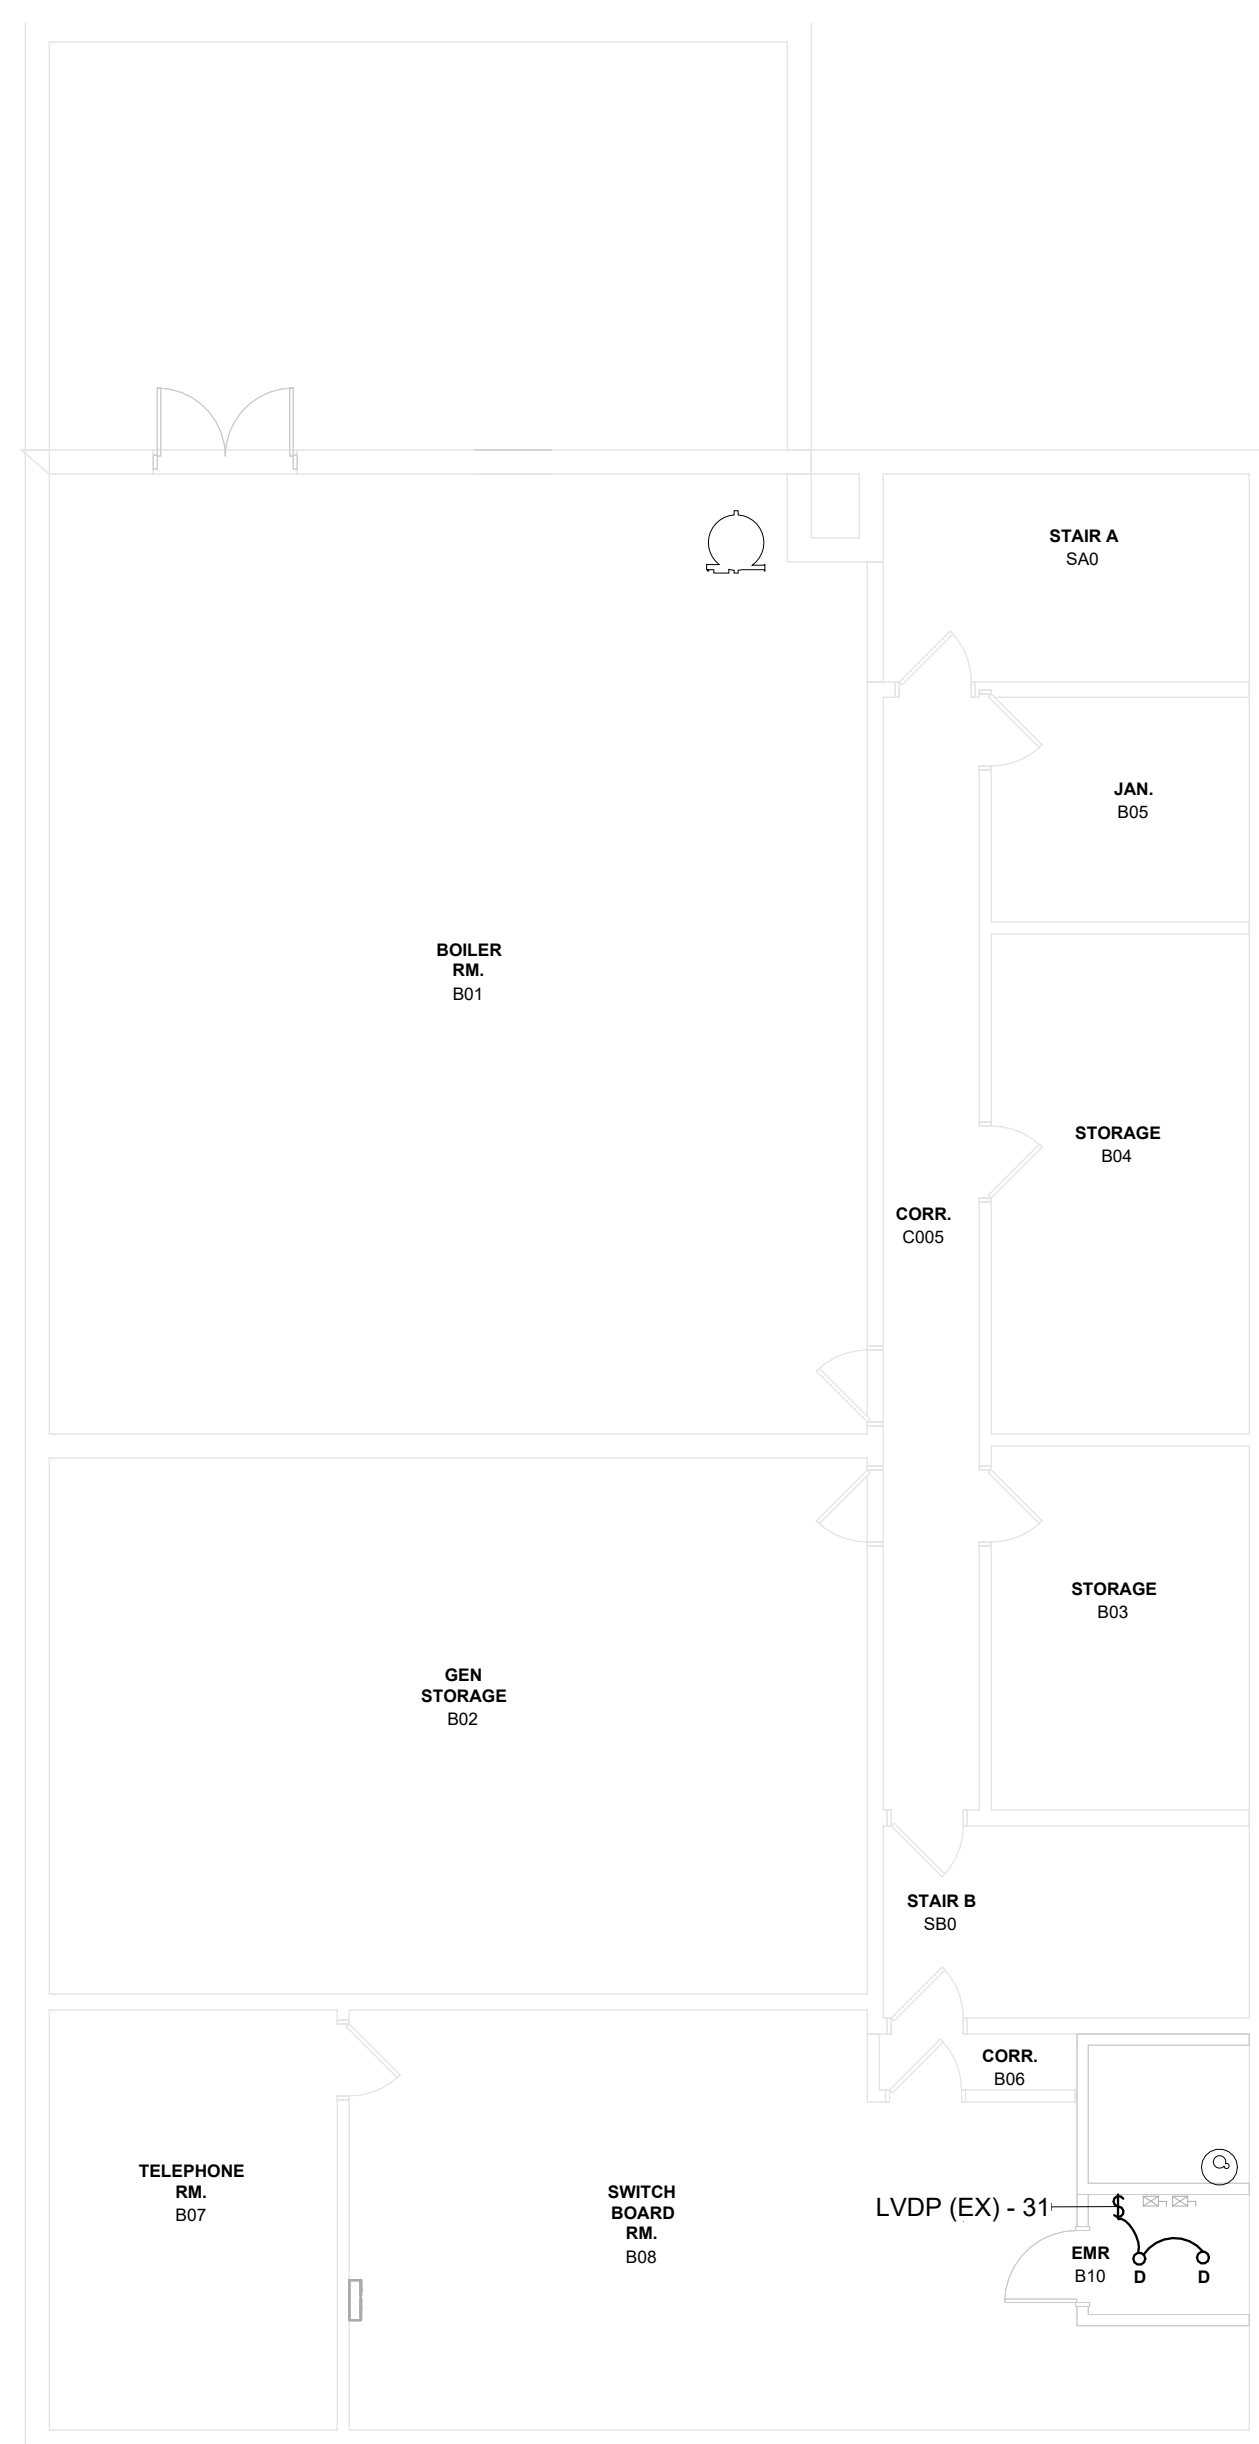 STAIR A
SA0
JAN.
B05
BOILER
RM.
B01
STORAGE
B04
CORR.
C005
STORAGE
B03
GEN
STORAGE
B02
STAIR B
SB0
CORR.
B06
TELEPHONE
RM.
B07
SWITCH
BOARD
RM.
B08
LVDP (EX) - 31
$
EMR
B10
D
D